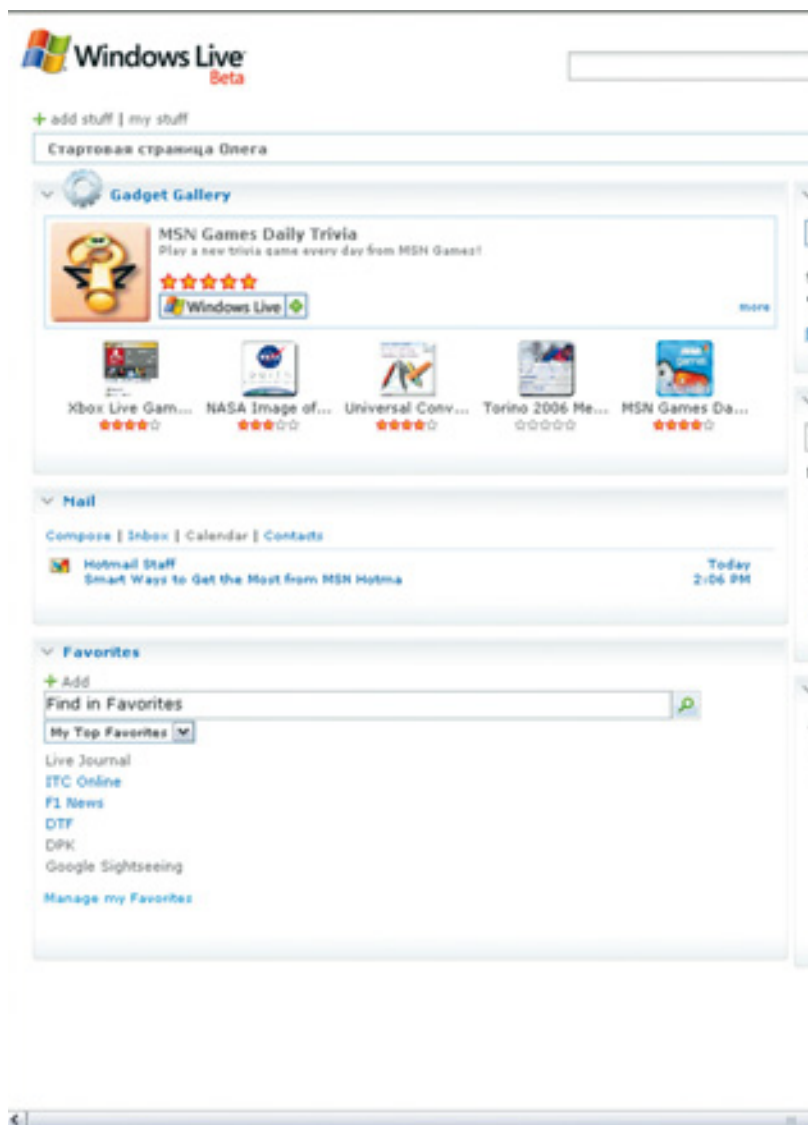 Windows Live
Beta
add stuff | my stuff
Стартовая страница Олега
Gadget Gallery
MSN Games Daily Trivia
Play a new trivia game every day from MSN Games!
Windows Live
more
Xbox Live Gam... NASA Image of... Universal Conv... Torino 2006 Me... MSN Games Da...
Mail
Compose | Inbox | Calendar | Contacts
Hotmail Staff Today
Smart Ways to Get the Most from MSN Hotma 2:06 PM
Favorites
Add
Find in Favorites
My Top Favorites
Live Journal
ITC Online
F1 News
DTF
DPK
Google Sightseeing
Manage my Favorites